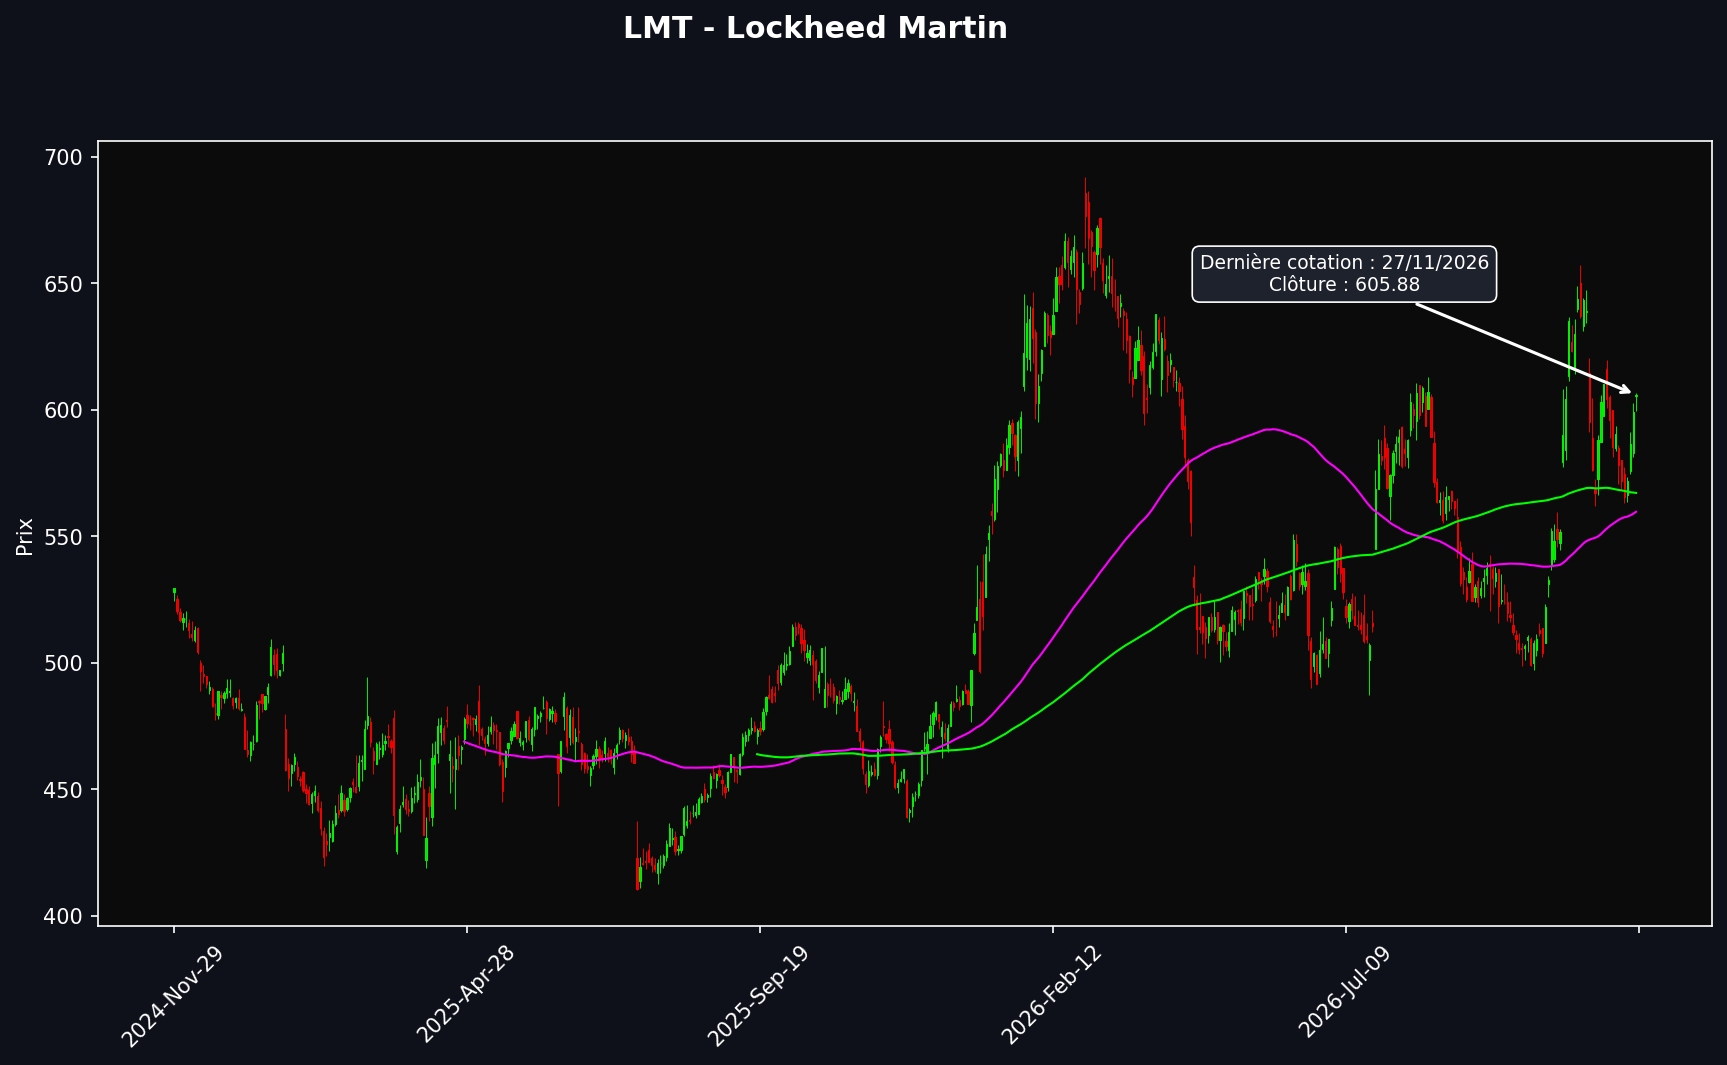 LMT - Lockheed Martin
700
650
600
550
500
450
400
Prix
Dernière cotation : 27/11/2026
Clôture : 605.88
2024-Nov-29
2025-Apr-28
2025-Sep-19
2026-Feb-12
2026-Jul-09